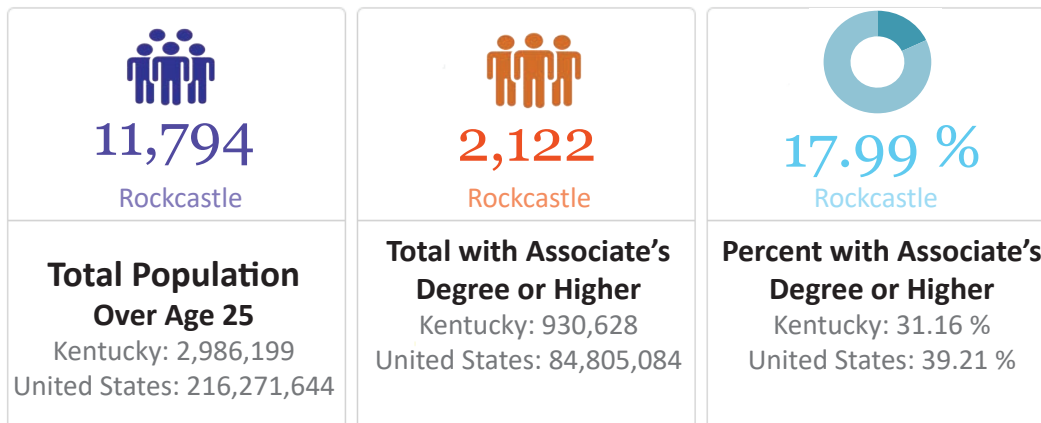 11,794
Rockcastle
Total Population
Over Age 25
Kentucky: 2,986,199
United States: 216,271,644
2,122
Rockcastle
Total with Associate’s
Degree or Higher
Kentucky: 930,628
United States: 84,805,084
17.99 %
Rockcastle
Percent with Associate’s
Degree or Higher
Kentucky: 31.16 %
United States: 39.21 %